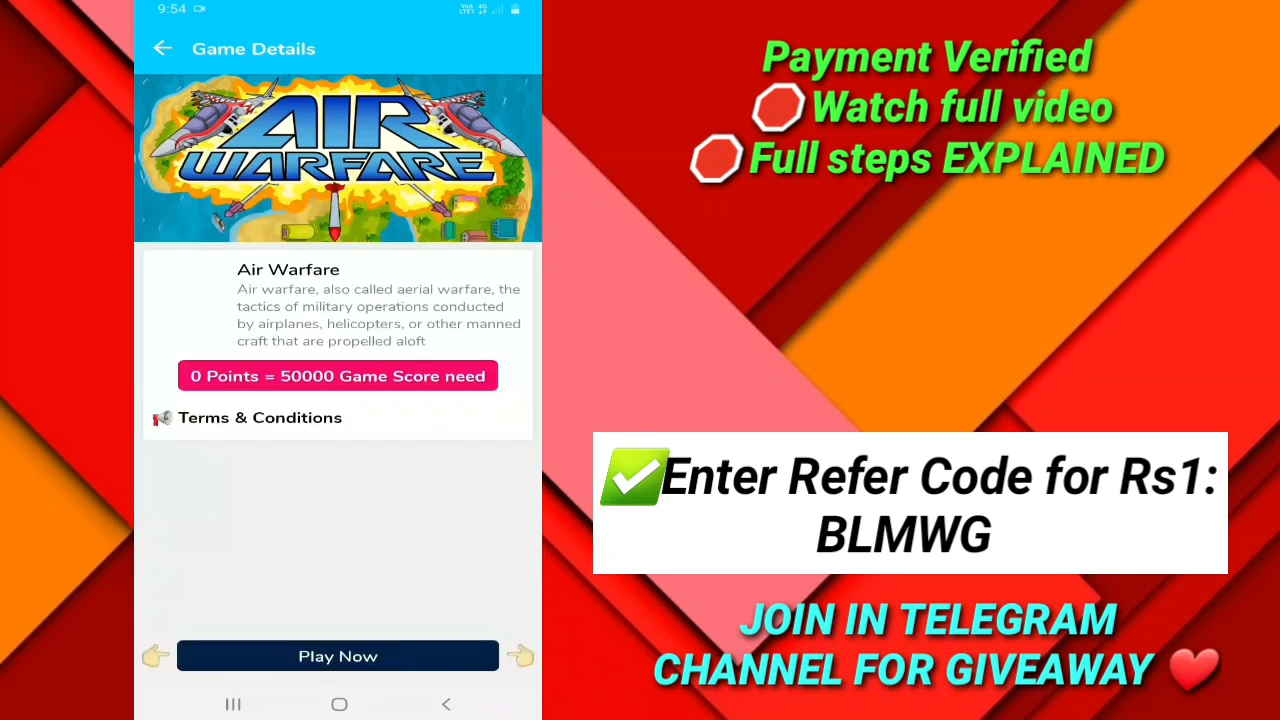 9:54
VoI) 4G
LTE1
Game Details
AIR
WARFARE
Air Warfare
Air warfare, also called aerial warfare, the
tactics of military operations conducted
by airplanes, helicopters, or other manned
craft that are propelled aloft
0 Points = 50000 Game Score need
Terms & Conditions
Play Now
Payment Verified
Watch full video
Full steps EXPLAINED
Enter Refer Code for Rs1:
BLMWG
JOIN IN TELEGRAM
CHANNEL FOR GIVEAWAY